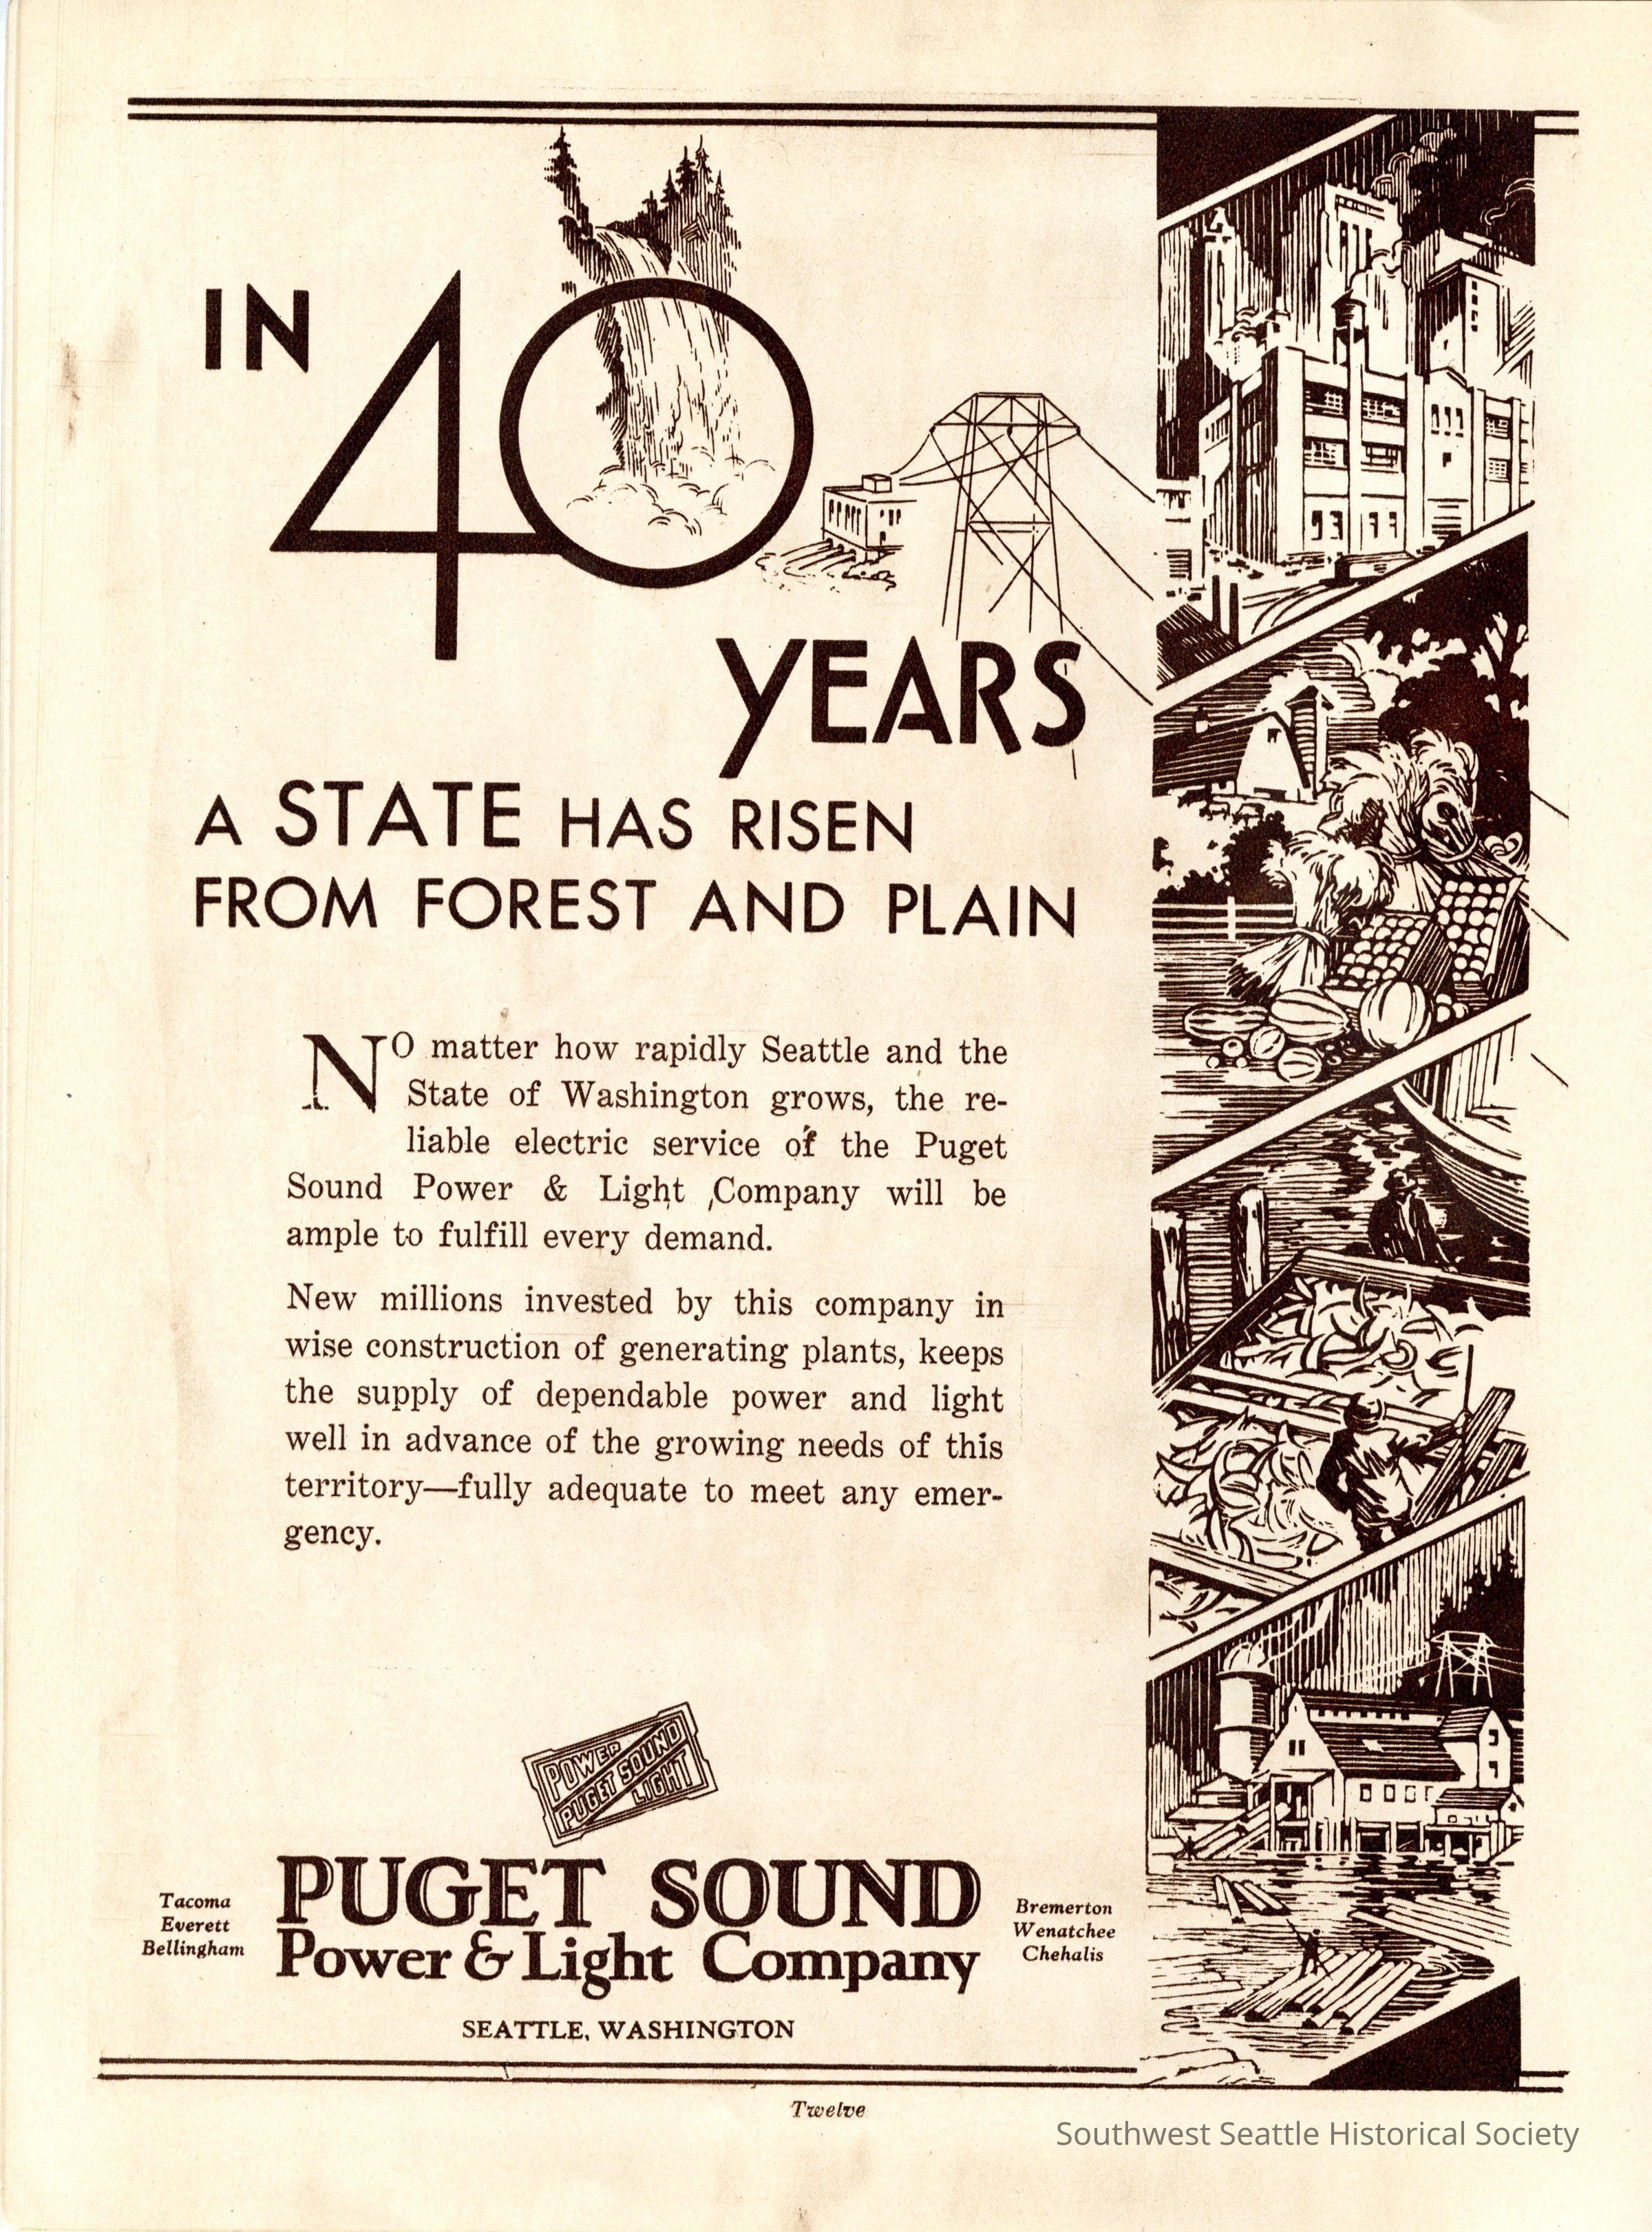 IN 40
YEARS
A STATE HAS RISEN
FROM FOREST AND PLAIN
NO matter how rapidly Seattle and the
State of Washington grows, the re-
liable electric service of the Puget
Sound Power & Light Company will be
ample to fulfill every demand.
New millions invested by this company in
wise construction of generating plants, keeps
the supply of dependable power and light
well in advance of the growing needs of this
territory—fully adequate to meet any emer-
gency.
POWER
PUGET SOUND
LIGHT
PUGET SOUND
Power & Light Company
Tacoma
Everett
Bellingham
Bremerton
Wenatchee
Chehalis
SEATTLE, WASHINGTON
Twelve
Southwest Seattle Historical Society